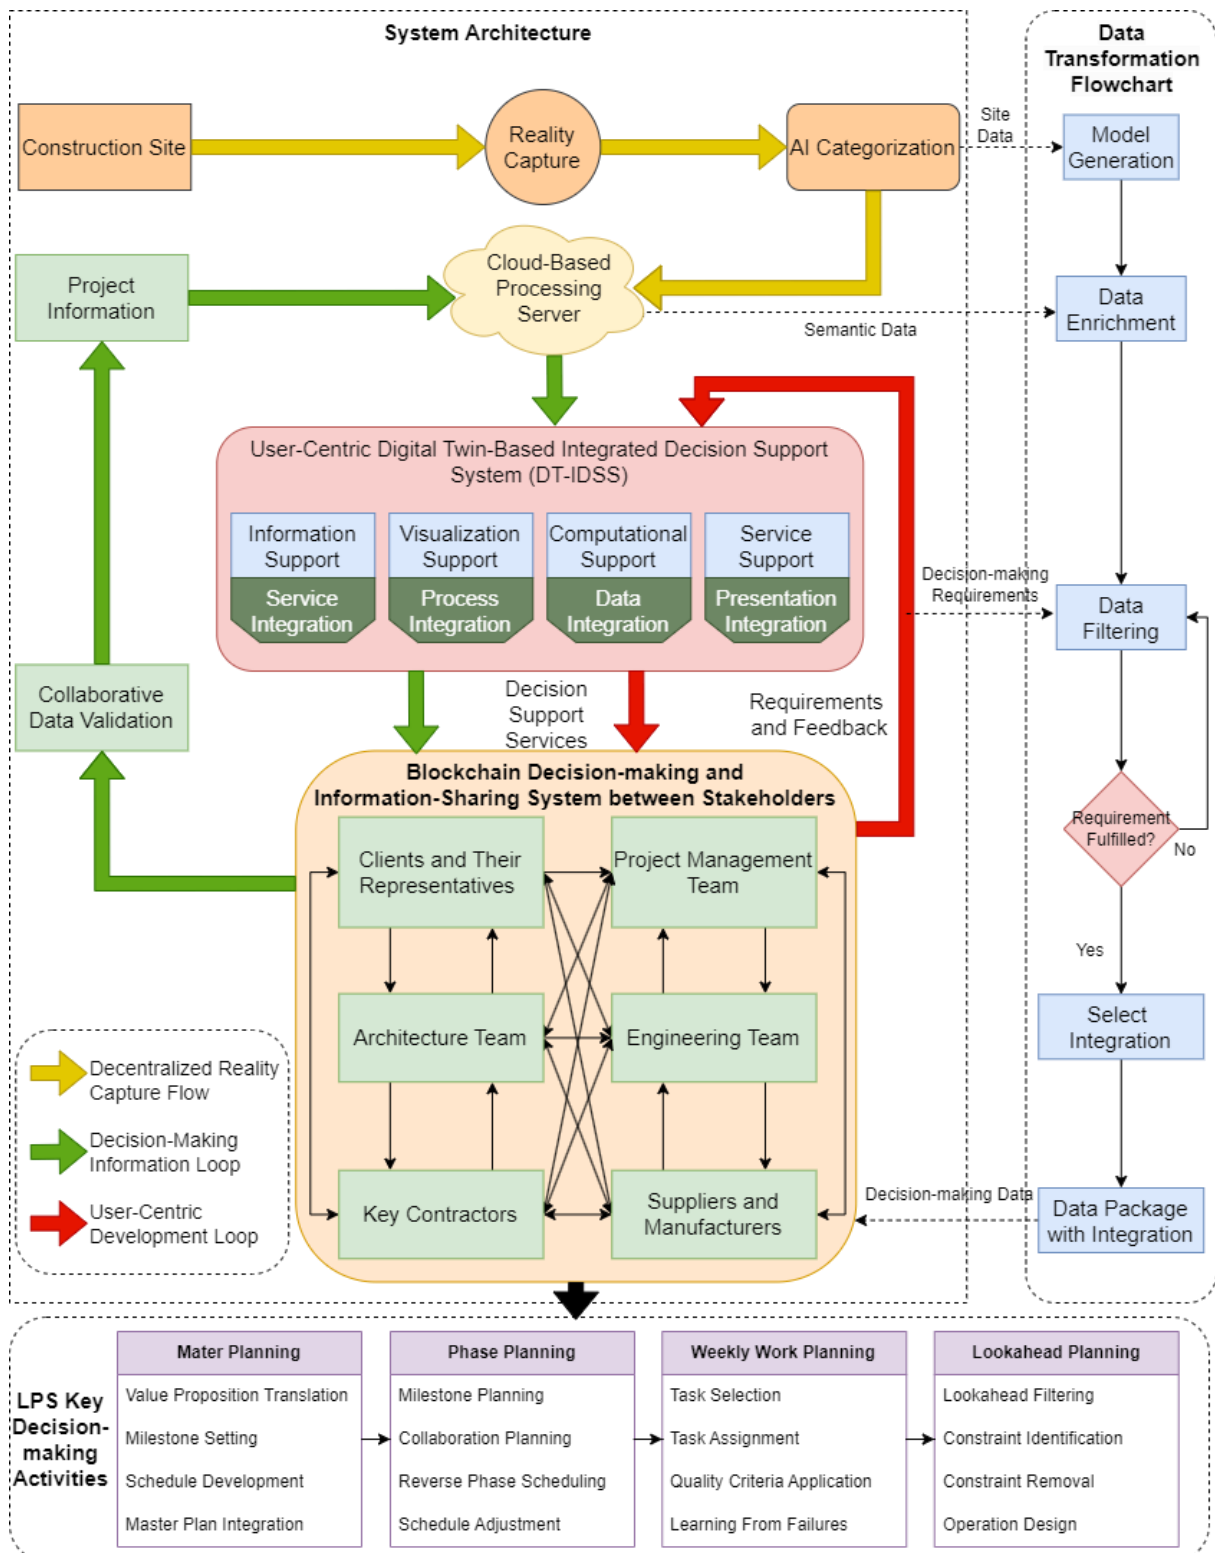 System Architecture
Data
Transformation
Flowchart
Construction Site
Reality
Capture
AI Categorization
Site
Data
Model
Generation
Project
Information
Cloud-Based
Processing
Server
Semantic Data
Data
Enrichment
User-Centric Digital Twin-Based Integrated Decision Support
System (DT-IDSS)
Information
Support
Service
Integration
Visualization
Support
Process
Integration
Computational
Support
Data
Integration
Service
Support
Presentation
Integration
Decision-making
Requirements
Data
Filtering
Collaborative
Data Validation
Decision
Support
Services
Requirements
and Feedback
Blockchain Decision-making and
Information-Sharing System between Stakeholders
Requirement
Fulfilled?
No
Yes
Clients and Their
Representatives
Project Management
Team
Architecture Team
Engineering Team
Key Contractors
Suppliers and
Manufacturers
Select
Integration
Decision-making Data
Data Package
with Integration
Decentralized Reality
Capture Flow
Decision-Making
Information Loop
User-Centric
Development Loop
LPS Key
Decision-
making
Activities
Mater Planning
Value Proposition Translation
Milestone Setting
Schedule Development
Master Plan Integration
Phase Planning
Milestone Planning
Collaboration Planning
Reverse Phase Scheduling
Schedule Adjustment
Weekly Work Planning
Task Selection
Task Assignment
Quality Criteria Application
Learning From Failures
Lookahead Planning
Lookahead Filtering
Constraint Identification
Constraint Removal
Operation Design